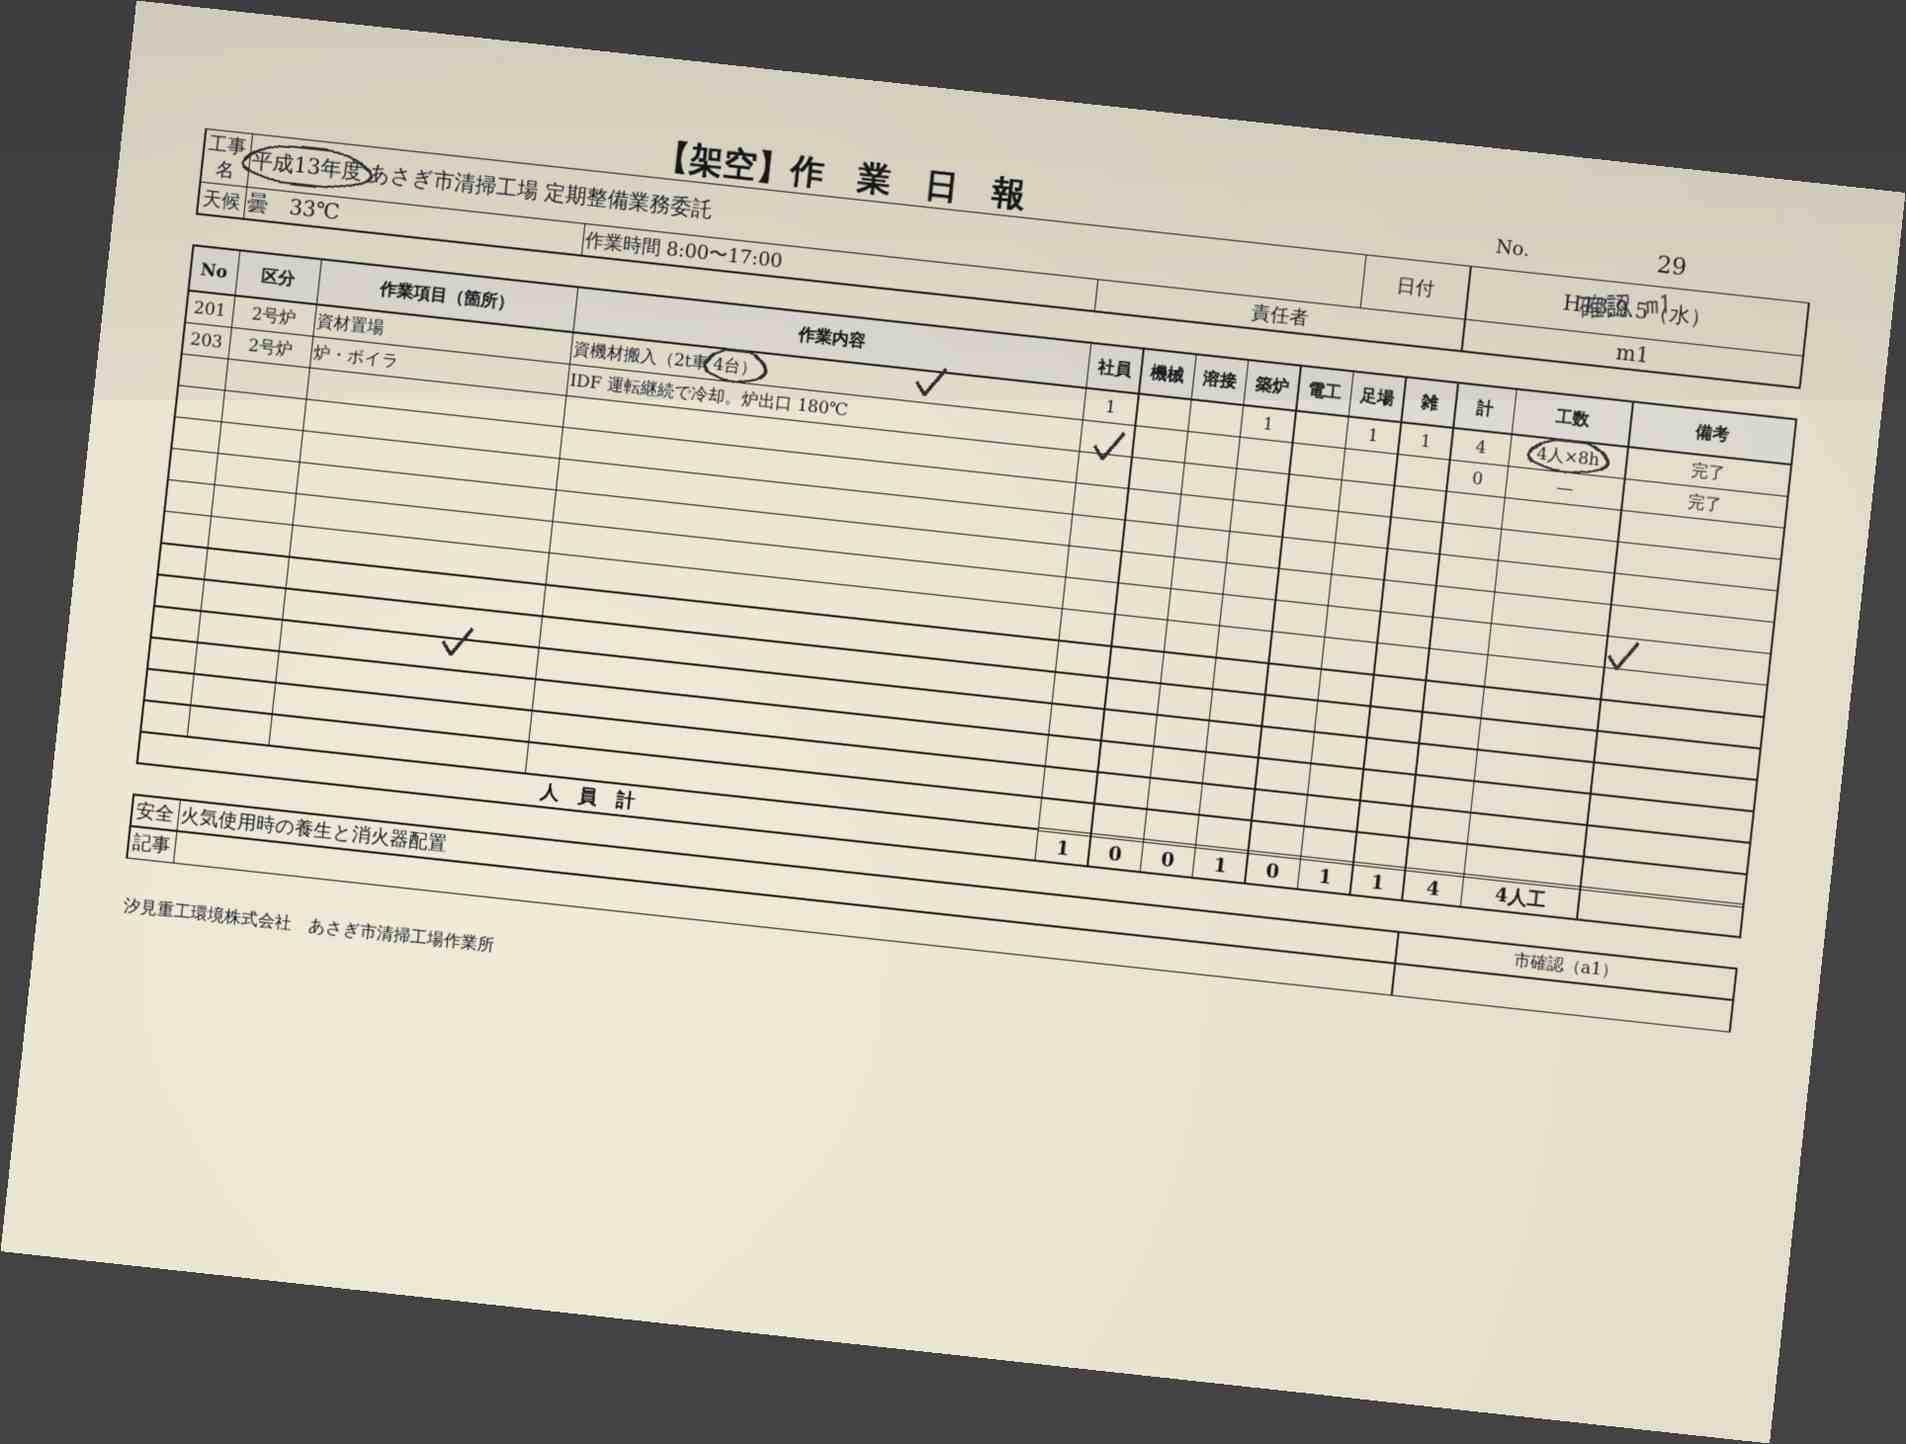 【架空】作 業 日 報
No. 29
工事名 平成13年度 あさぎ市清掃工場 定期整備業務委託 日付 (水)
天候 曇 33℃ 作業時間 8:00〜17:00 責任者 m1
確認 m1
No 区分 作業項目（箇所） 作業内容 社員 機械 溶接 築炉 電工 足場 雑 計 工数 備考
201 2号炉 資材置場 資機材搬入（2t車 4台） 1 1 1 1 4 4人×8h 完了
203 2号炉 炉・ボイラ IDF 運転継続で冷却。炉出口 180℃ 0 — 完了
人 員 計 1 0 0 1 0 1 1 4 4人工
安全 火気使用時の養生と消火器配置 市確認（a1）
記事
汐見重工環境株式会社 あさぎ市清掃工場作業所